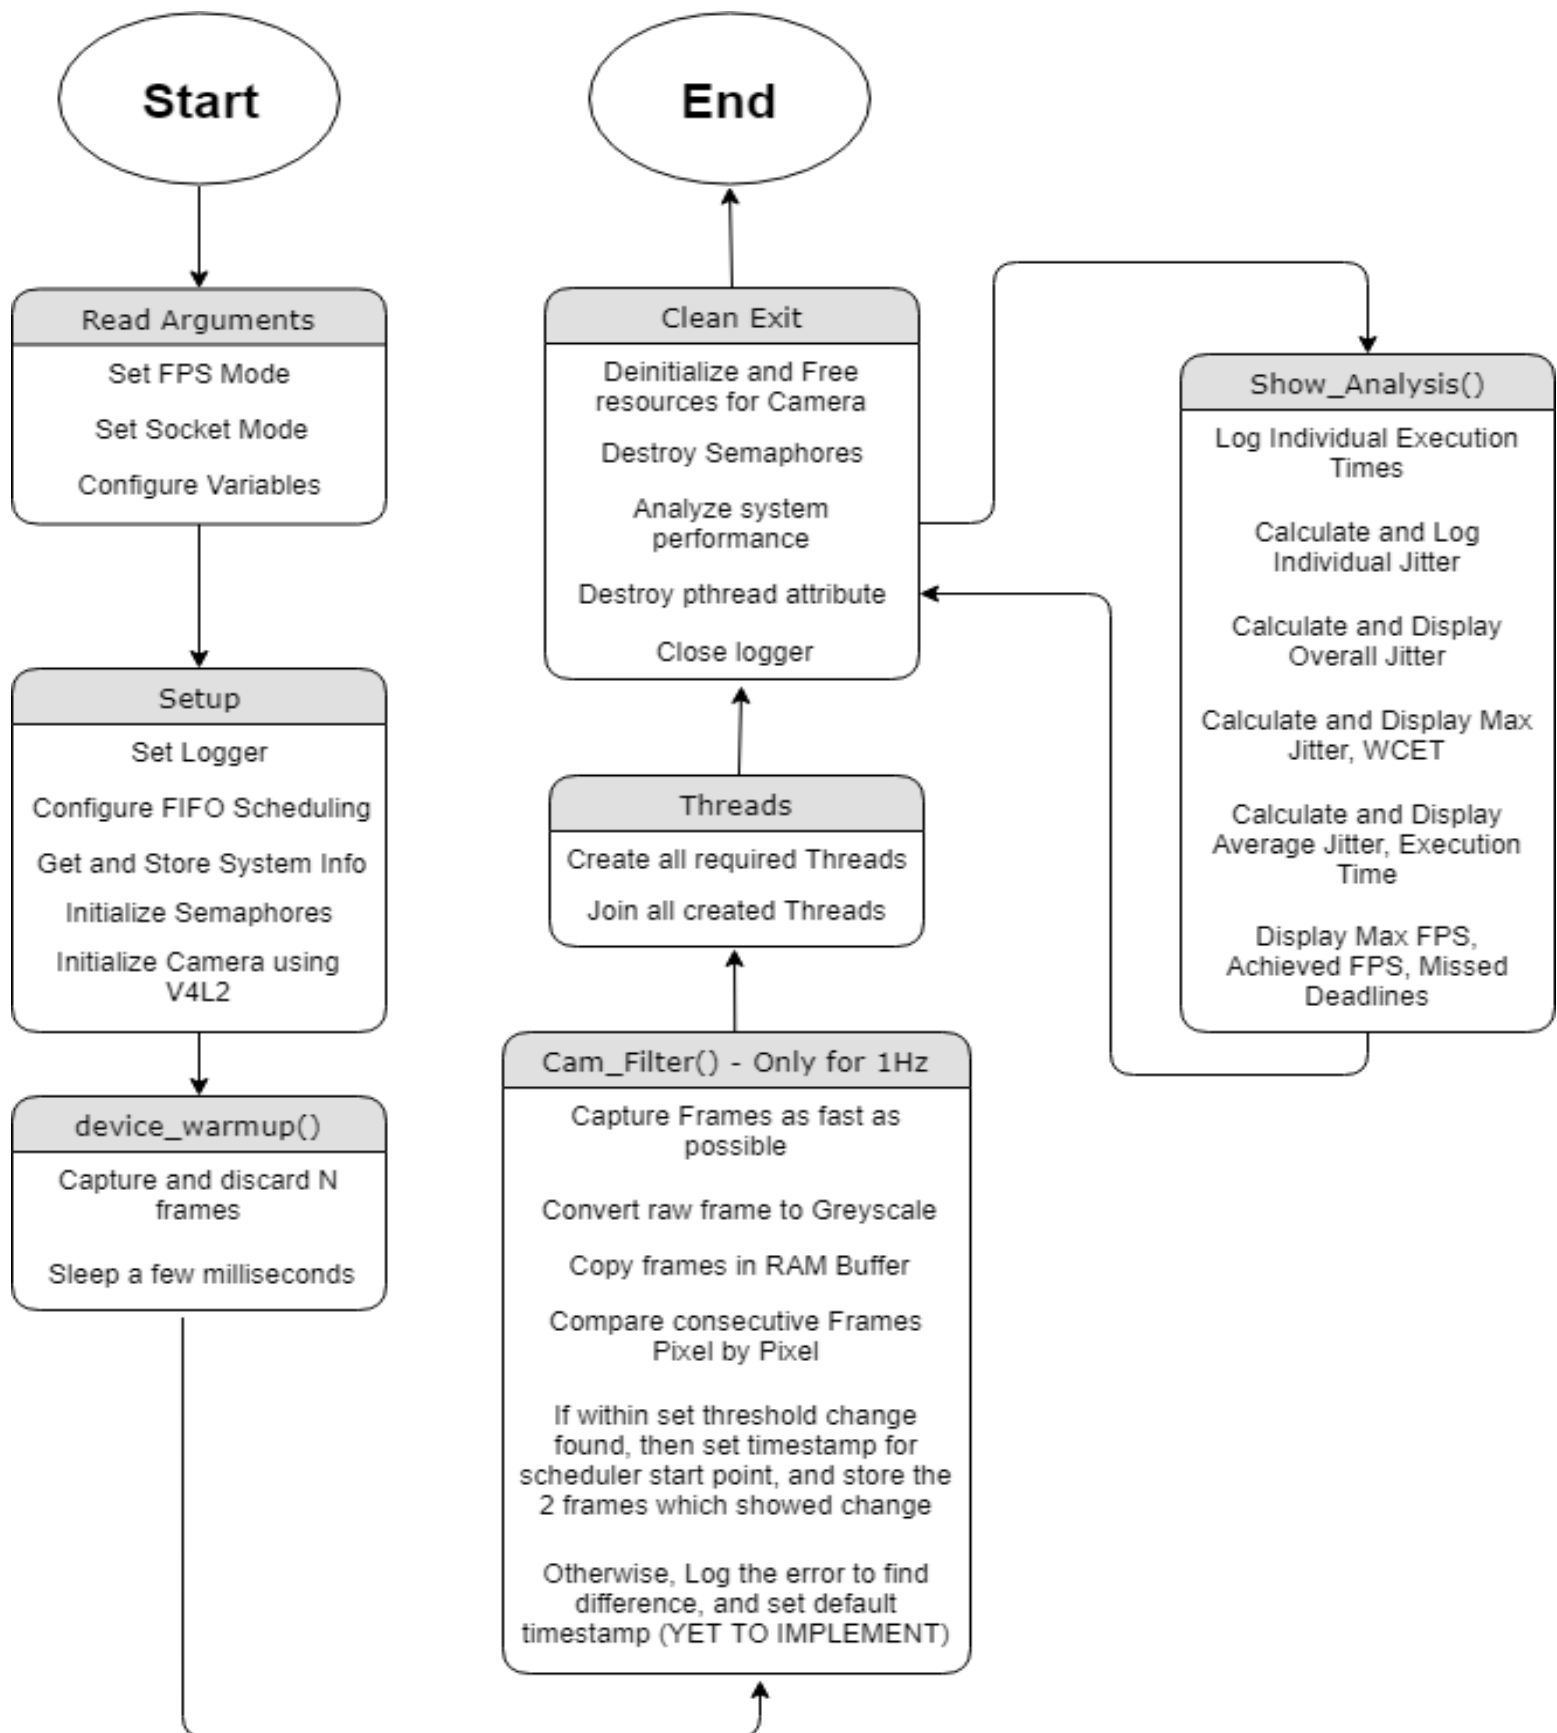 Start
Read Arguments
Set FPS Mode
Set Socket Mode
Configure Variables
Setup
Set Logger
Configure FIFO Scheduling
Get and Store System Info
Initialize Semaphores
Initialize Camera using
V4L2
device_warmup()
Capture and discard N
frames
Sleep a few milliseconds
Cam_Filter() - Only for 1Hz
Capture Frames as fast as
possible
Convert raw frame to Greyscale
Copy frames in RAM Buffer
Compare consecutive Frames
Pixel by Pixel
If within set threshold change
found, then set timestamp for
scheduler start point, and store the
2 frames which showed change
Otherwise, Log the error to find
difference, and set default
timestamp (YET TO IMPLEMENT)
Threads
Create all required Threads
Join all created Threads
Clean Exit
Deinitialize and Free
resources for Camera
Destroy Semaphores
Analyze system
performance
Destroy pthread attribute
Close logger
Show_Analysis()
Log Individual Execution
Times
Calculate and Log
Individual Jitter
Calculate and Display
Overall Jitter
Calculate and Display Max
Jitter, WCET
Calculate and Display
Average Jitter, Execution
Time
Display Max FPS,
Achieved FPS, Missed
Deadlines
End